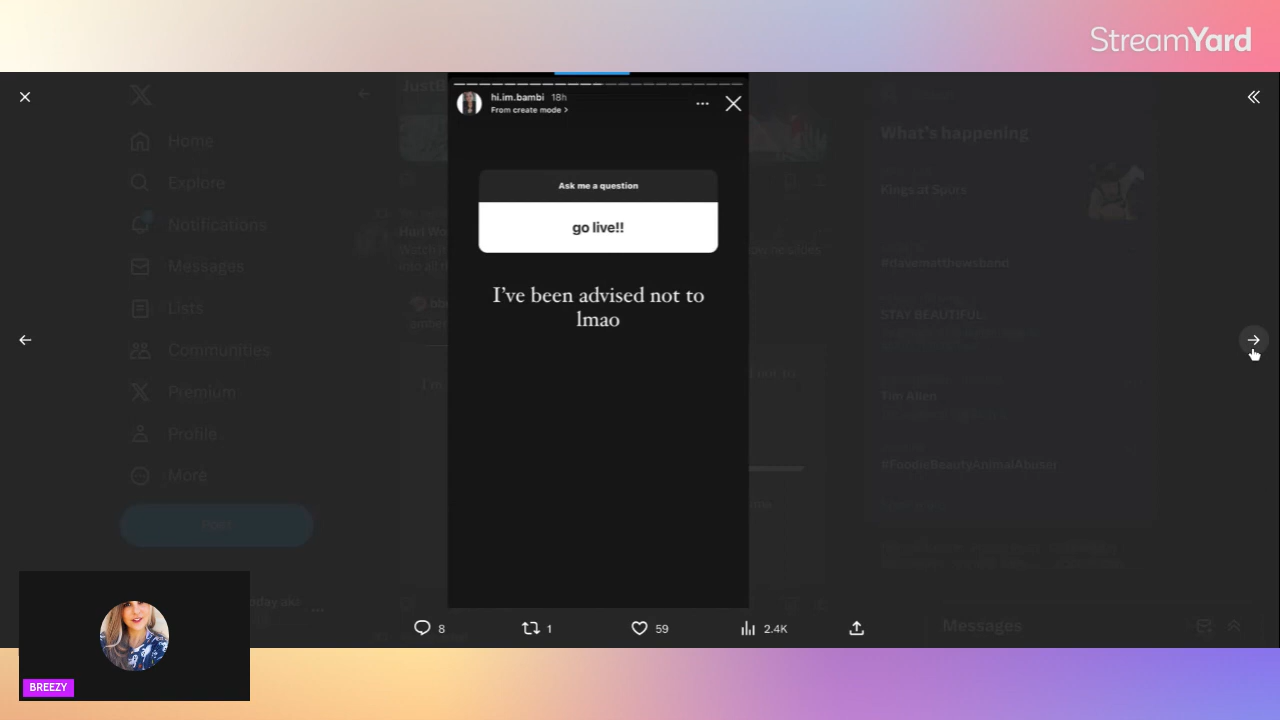 StreamYard
hi.im.bambi 18h
From create mode >
Ask me a question
go live!!
I've been advised not to
lmao
Home
Explore
Notifications
Messages
Lists
Communities
Premium
Profile
More
Post
What's happening
Kings at Spurs
#davematthewsband
STAY BEAUTIFUL
Tim Allen
#FoodieBeautyAnimalAbuser
Messages
8
1
59
2.4K
BREEZY